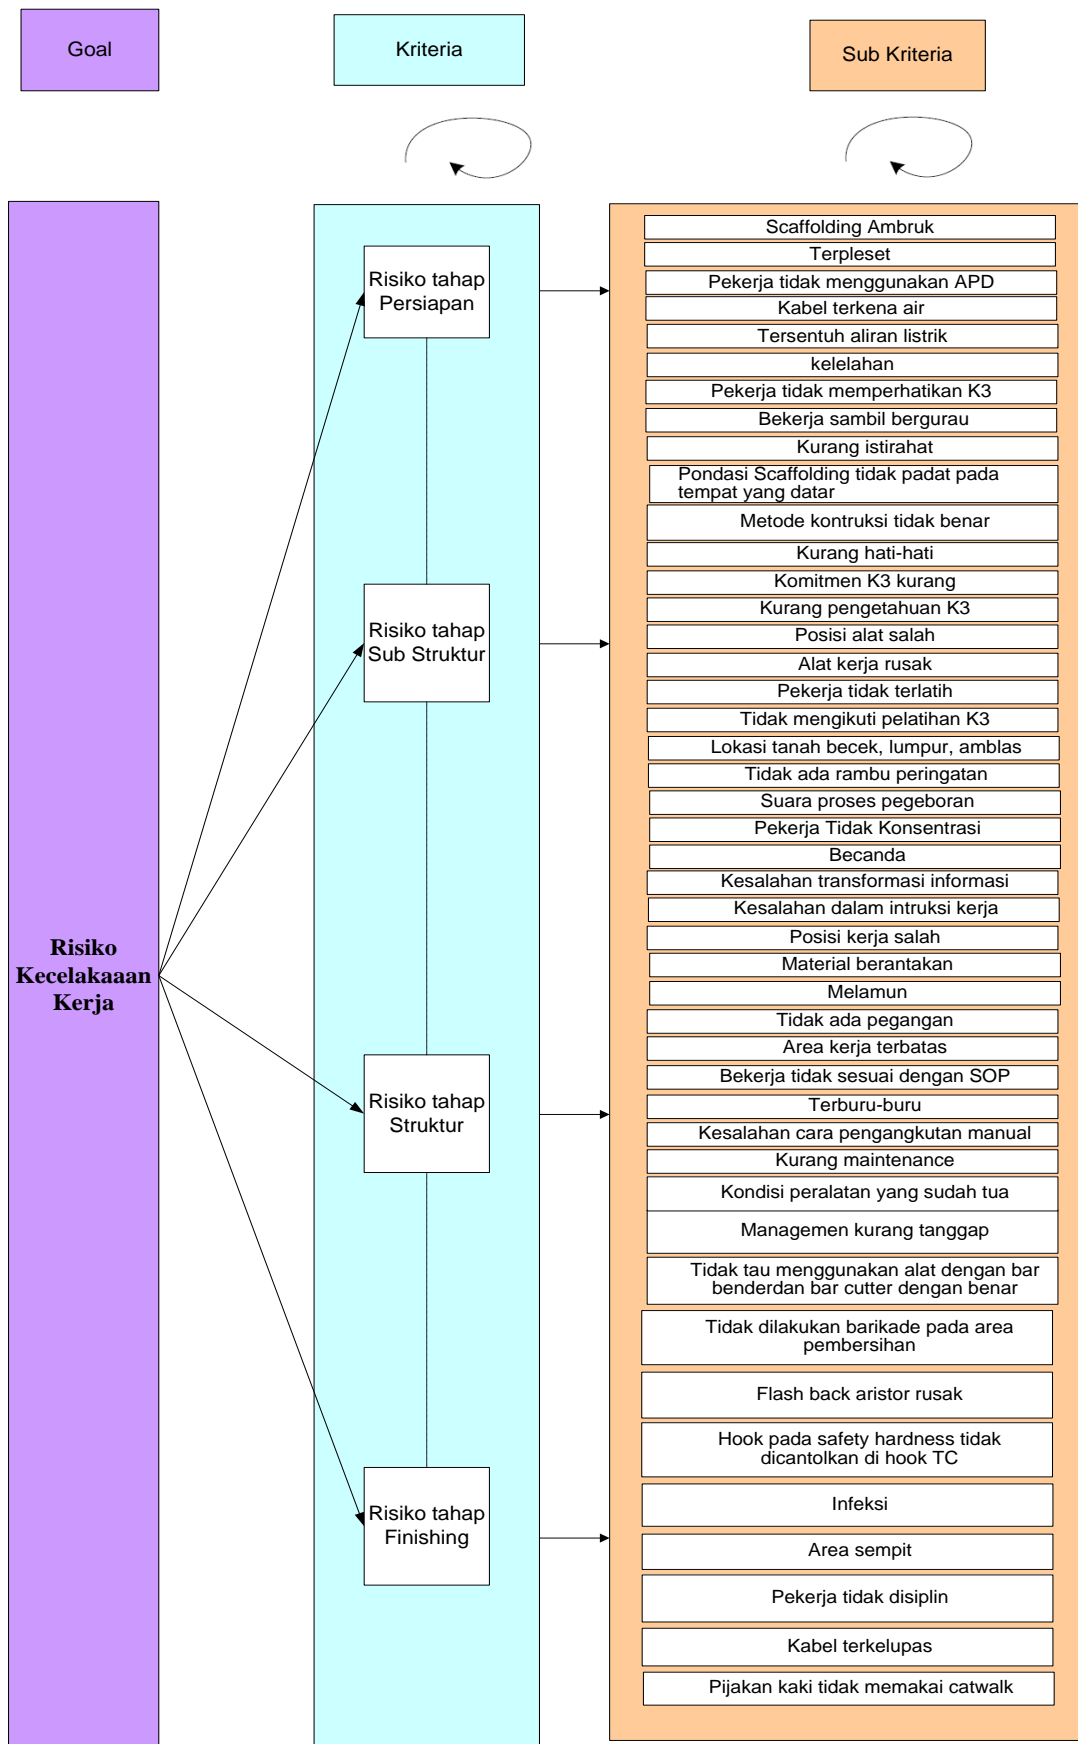 Goal
Kriteria
Sub Kriteria
Risiko
Kecelakaaan
Kerja
Risiko tahap
Persiapan
Risiko tahap
Sub Struktur
Risiko tahap
Struktur
Risiko tahap
Finishing
Scaffolding Ambruk
Terpleset
Pekerja tidak menggunakan APD
Kabel terkena air
Tersentuh aliran listrik
kelelahan
Pekerja tidak memperhatikan K3
Bekerja sambil bergurau
Kurang istirahat
Pondasi Scaffolding tidak padat pada
tempat yang datar
Metode kontruksi tidak benar
Kurang hati-hati
Komitmen K3 kurang
Kurang pengetahuan K3
Posisi alat salah
Alat kerja rusak
Pekerja tidak terlatih
Tidak mengikuti pelatihan K3
Lokasi tanah becek, lumpur, amblas
Tidak ada rambu peringatan
Suara proses pegeboran
Pekerja Tidak Konsentrasi
Becanda
Kesalahan transformasi informasi
Kesalahan dalam intruksi kerja
Posisi kerja salah
Material berantakan
Melamun
Tidak ada pegangan
Area kerja terbatas
Bekerja tidak sesuai dengan SOP
Terburu-buru
Kesalahan cara pengangkutan manual
Kurang maintenance
Kondisi peralatan yang sudah tua
Managemen kurang tanggap
Tidak tau menggunakan alat dengan bar
benderdan bar cutter dengan benar
Tidak dilakukan barikade pada area
pembersihan
Flash back aristor rusak
Hook pada safety hardness tidak
dicantolkan di hook TC
Infeksi
Area sempit
Pekerja tidak disiplin
Kabel terkelupas
Pijakan kaki tidak memakai catwalk